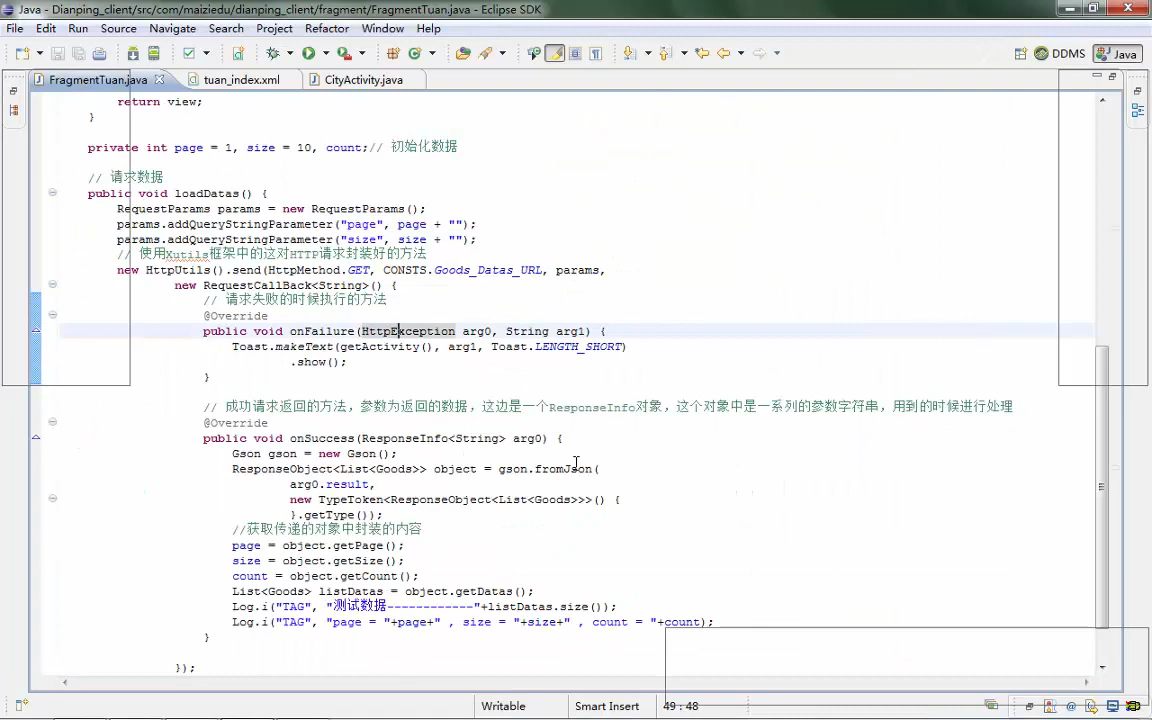 Java - Dianping_client/src/com/maiziedu/dianping_client/fragment/FragmentTuan.java - Eclipse SDK
File Edit Run Source Navigate Search Project Refactor Window Help
DDMS Java
FragmentTuan.java tuan_index.xml CityActivity.java
return view;
}
private int page = 1, size = 10, count;// 初始化数据
// 请求数据
public void loadDatas() {
RequestParams params = new RequestParams();
params.addQueryStringParameter("page", page + "");
params.addQueryStringParameter("size", size + "");
// 使用Xutils框架中的这对HTTP请求封装好的方法
new HttpUtils().send(HttpMethod.GET, CONSTS.Goods_Datas_URL, params,
new RequestCallBack<String>() {
// 请求失败的时候执行的方法
@Override
public void onFailure(HttpException arg0, String arg1) {
Toast.makeText(getActivity(), arg1, Toast.LENGTH_SHORT)
.show();
}
// 成功请求返回的方法，参数为返回的数据，这边是一个ResponseInfo对象，这个对象中是一系列的参数字符串，用到的时候进行处理
@Override
public void onSuccess(ResponseInfo<String> arg0) {
Gson gson = new Gson();
ResponseObject<List<Goods>> object = gson.fromJson(
arg0.result,
new TypeToken<ResponseObject<List<Goods>>>() {
}.getType());
//获取传递的对象中封装的内容
page = object.getPage();
size = object.getSize();
count = object.getCount();
List<Goods> listDatas = object.getDatas();
Log.i("TAG", "测试数据------------"+listDatas.size());
Log.i("TAG", "page = "+page+" , size = "+size+" , count = "+count);
}
});
Writable Smart Insert 49 : 48